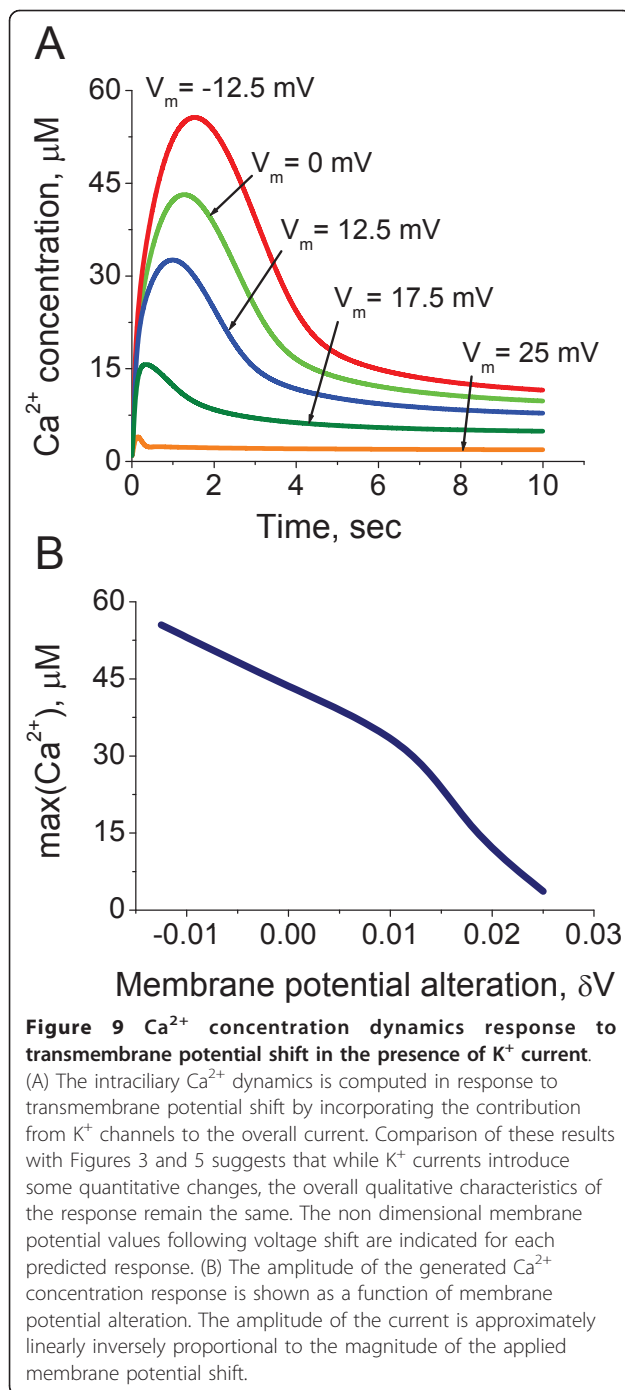 A
V_m= -12.5 mV
60
V_m= 0 mV
45
V_m= 12.5 mV
30
V_m= 17.5 mV
V_m= 25 mV
15
0
Ca²⁺ concentration, μM
0 2 4 6 8 10
Time, sec
B
60
45
30
15
0
max(Ca²⁺), μM
-0.01 0.00 0.01 0.02 0.03
Membrane potential alteration, δV
Figure 9 Ca²⁺ concentration dynamics response to
transmembrane potential shift in the presence of K⁺ current.
(A) The intraciliary Ca²⁺ dynamics is computed in response to
transmembrane potential shift by incorporating the contribution
from K⁺ channels to the overall current. Comparison of these results
with Figures 3 and 5 suggests that while K⁺ currents introduce
some quantitative changes, the overall qualitative characteristics of
the response remain the same. The non dimensional membrane
potential values following voltage shift are indicated for each
predicted response. (B) The amplitude of the generated Ca²⁺
concentration response is shown as a function of membrane
potential alteration. The amplitude of the current is approximately
linearly inversely proportional to the magnitude of the applied
membrane potential shift.